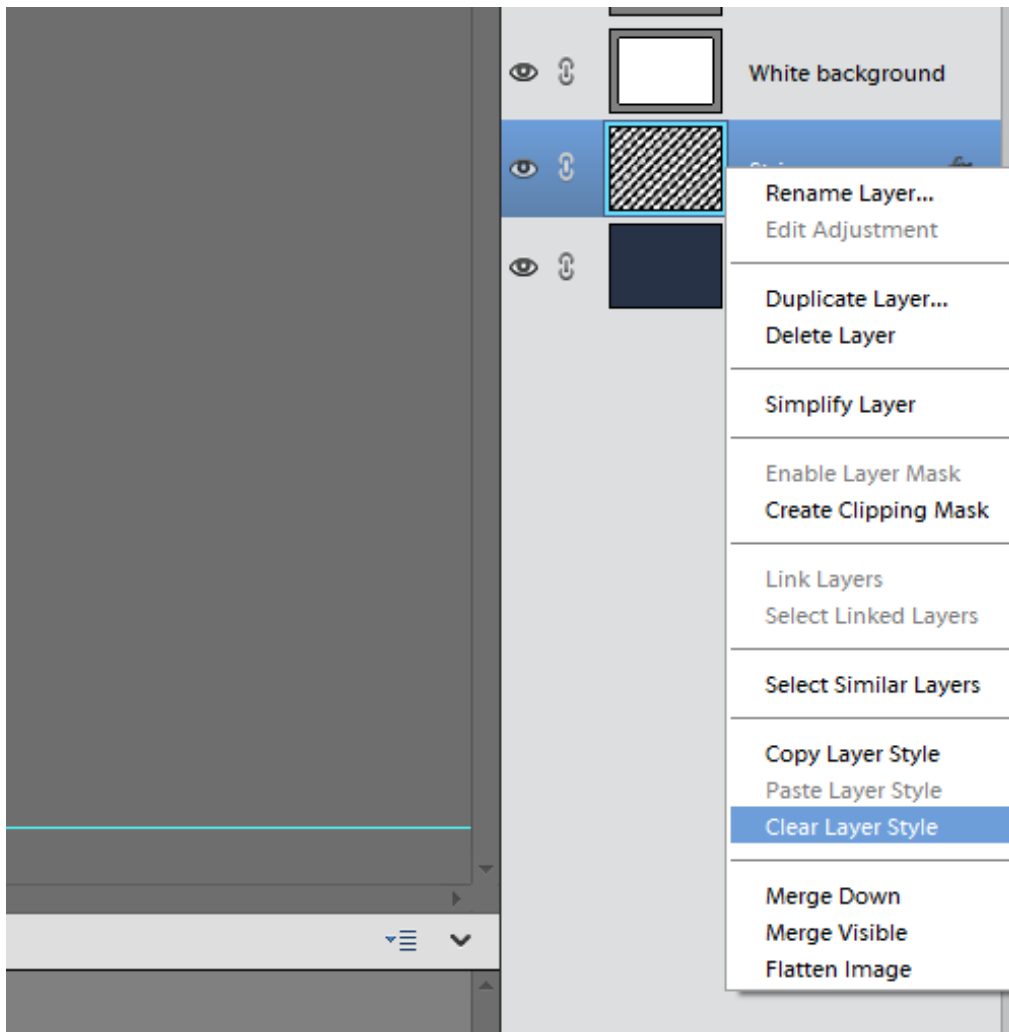 White background
Rename Layer...
Edit Adjustment
Duplicate Layer...
Delete Layer
Simplify Layer
Enable Layer Mask
Create Clipping Mask
Link Layers
Select Linked Layers
Select Similar Layers
Copy Layer Style
Paste Layer Style
Clear Layer Style
Merge Down
Merge Visible
Flatten Image